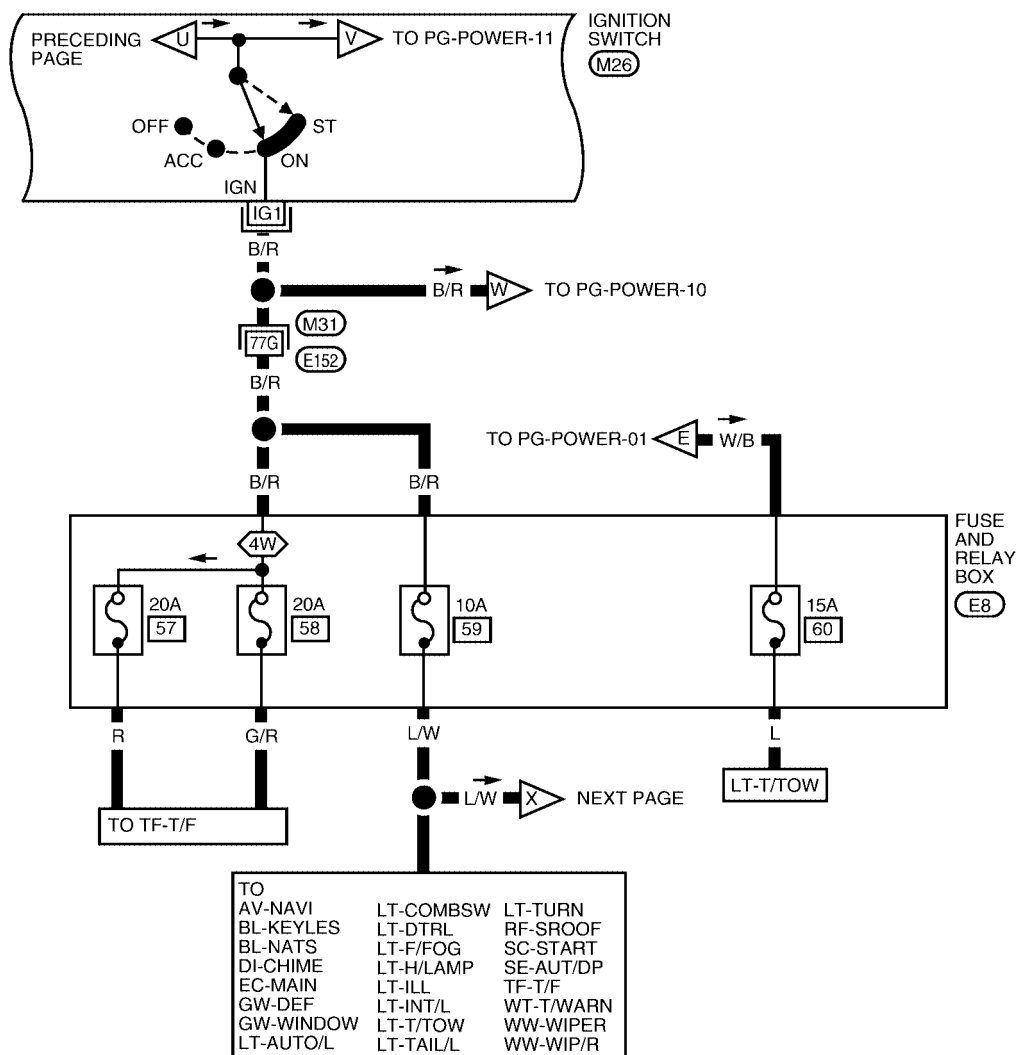 IGNITION
SWITCH
M26
PRECEDING
PAGE
U
V
TO PG-POWER-11
OFF
ACC
ST
ON
IGN
IG1
B/R
B/R
W
TO PG-POWER-10
M31
77G
E152
B/R
TO PG-POWER-01
E
W/B
B/R
B/R
FUSE
AND
RELAY
BOX
E8
4W
20A
57
20A
58
10A
59
15A
60
R
G/R
L/W
L
L/W
X
NEXT PAGE
LT-T/TOW
TO TF-T/F
TO
AV-NAVI
BL-KEYLES
BL-NATS
DI-CHIME
EC-MAIN
GW-DEF
GW-WINDOW
LT-AUTO/L
LT-COMBSW
LT-DTRL
LT-F/FOG
LT-H/LAMP
LT-ILL
LT-INT/L
LT-T/TOW
LT-TAIL/L
LT-TURN
RF-SROOF
SC-START
SE-AUT/DP
TF-T/F
WT-T/WARN
WW-WIPER
WW-WIP/R